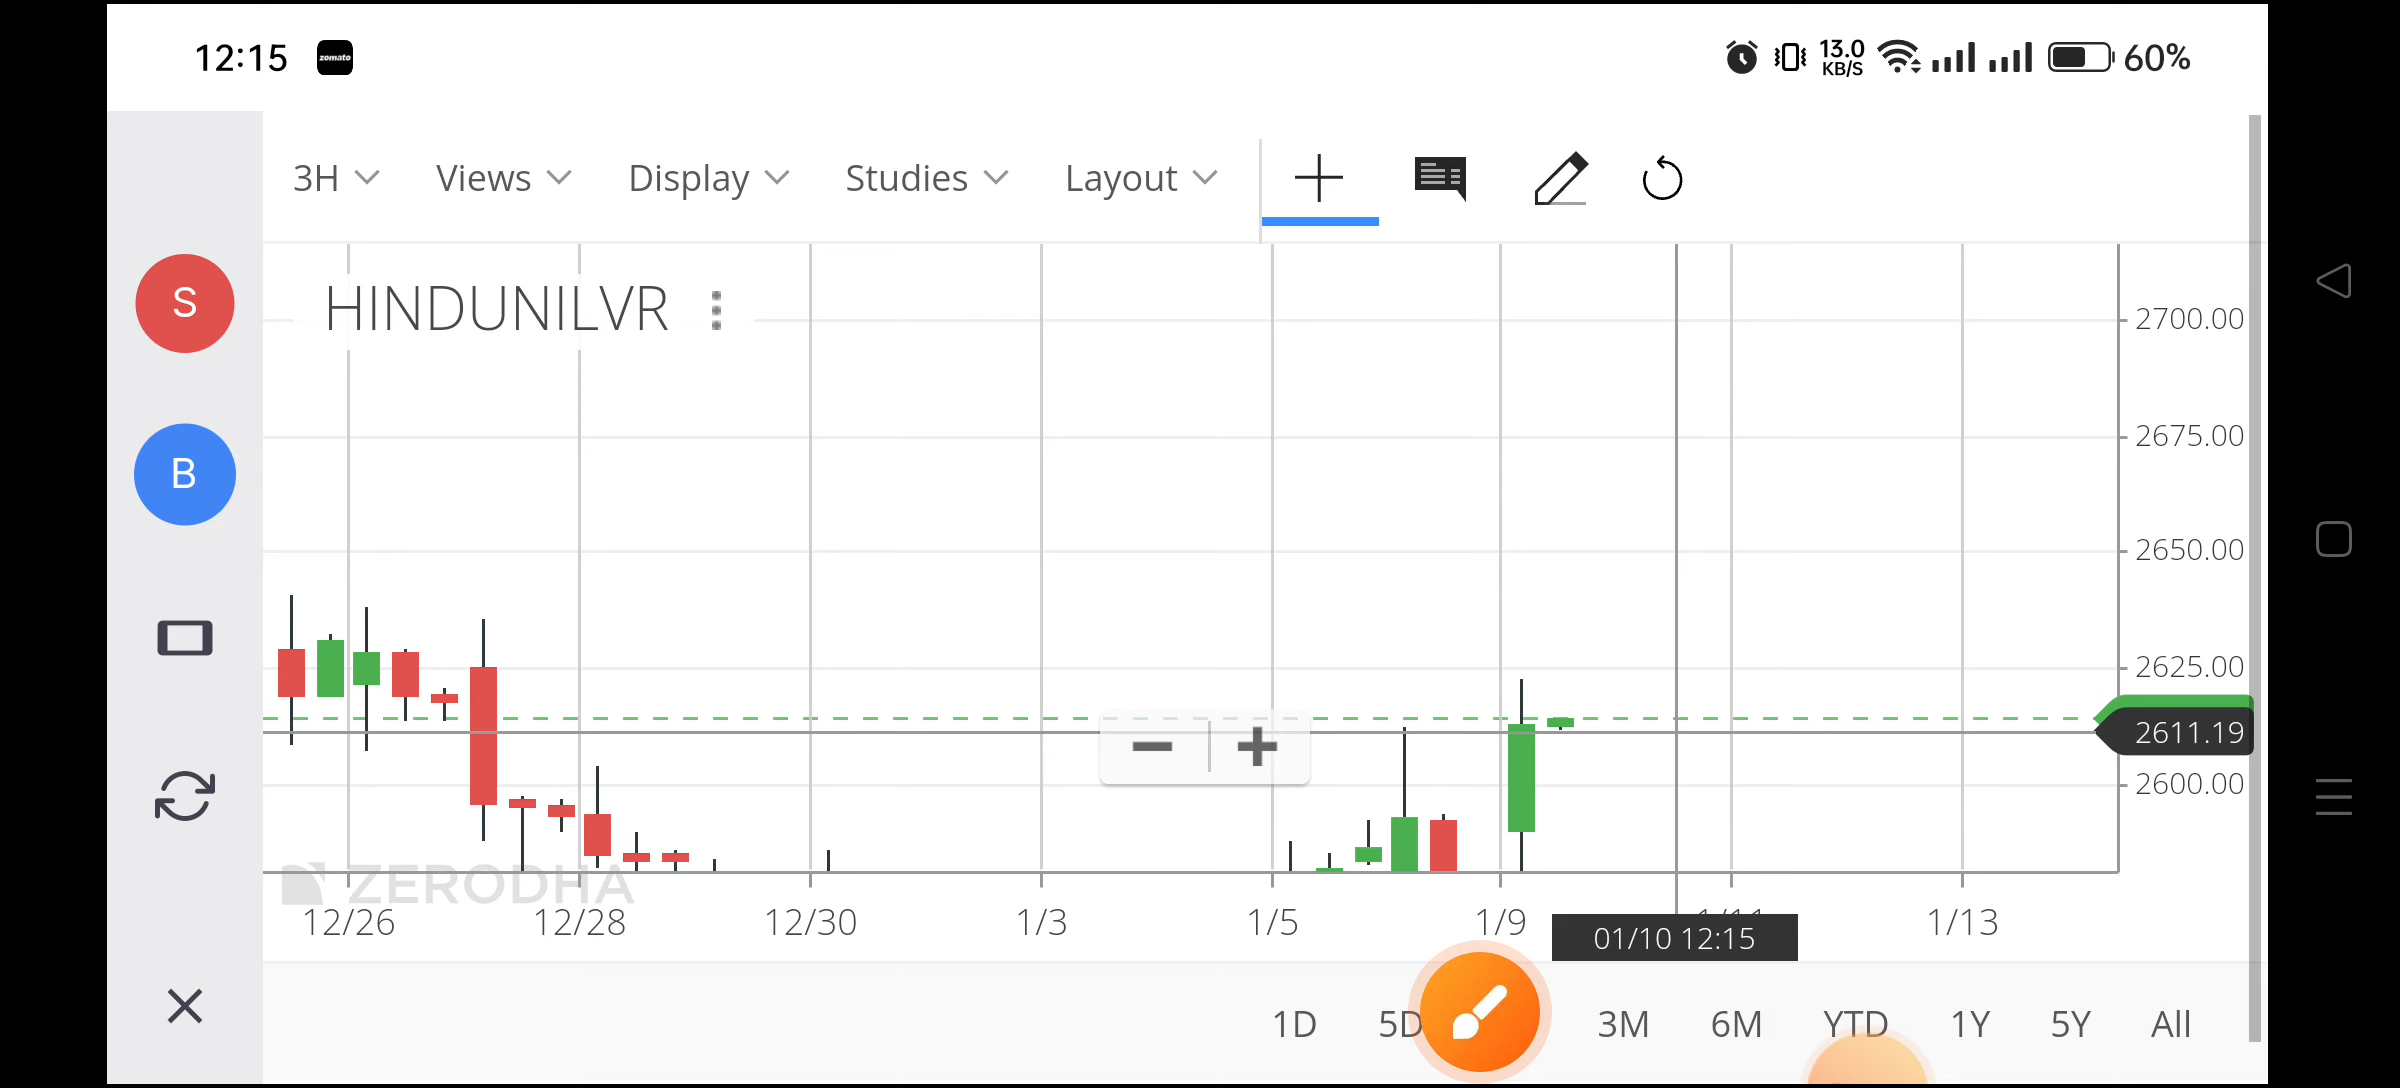 12:15 zomato 13.0 KB/S 60%
3H Views Display Studies Layout
S
HINDUNILVR
2700.00
2675.00
B
2650.00
2625.00
2611.19
2600.00
ZERODHA
12/26 12/28 12/30 1/3 1/5 1/9 1/11 1/13
01/10 12:15
1D 5D 3M 6M YTD 1Y 5Y All